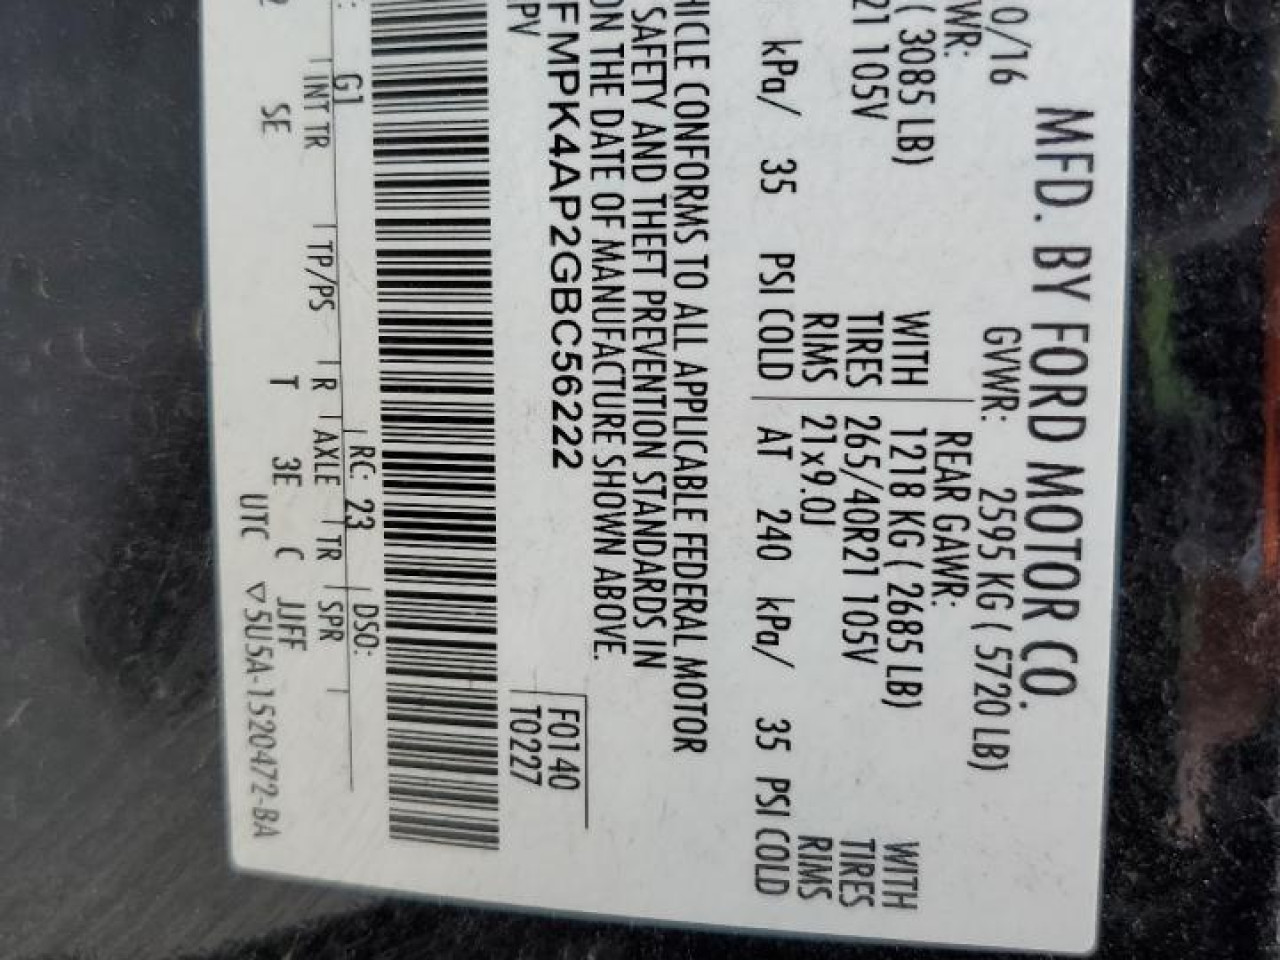 MFD. BY FORD MOTOR CO.
0/16 GVWR: 2595 KG ( 5720 LB)
WR: REAR GAWR:
( 3085 LB) WITH 1218 KG ( 2685 LB) WITH
21 105V TIRES 265/40R21 105V TIRES
RIMS 21x9.0J RIMS
kPa/ 35 PSI COLD AT 240 kPa/ 35 PSI COLD
HICLE CONFORMS TO ALL APPLICABLE FEDERAL MOTOR
SAFETY AND THEFT PREVENTION STANDARDS IN
ON THE DATE OF MANUFACTURE SHOWN ABOVE.
FMPK4AP2GBC56222 F0140
PV T0227
: G1 RC: 23 DSO:
INT TR TP/PS R AXLE TR SPR
SE T 3E C JJFF
UTC ▽5U5A-1520472-BA